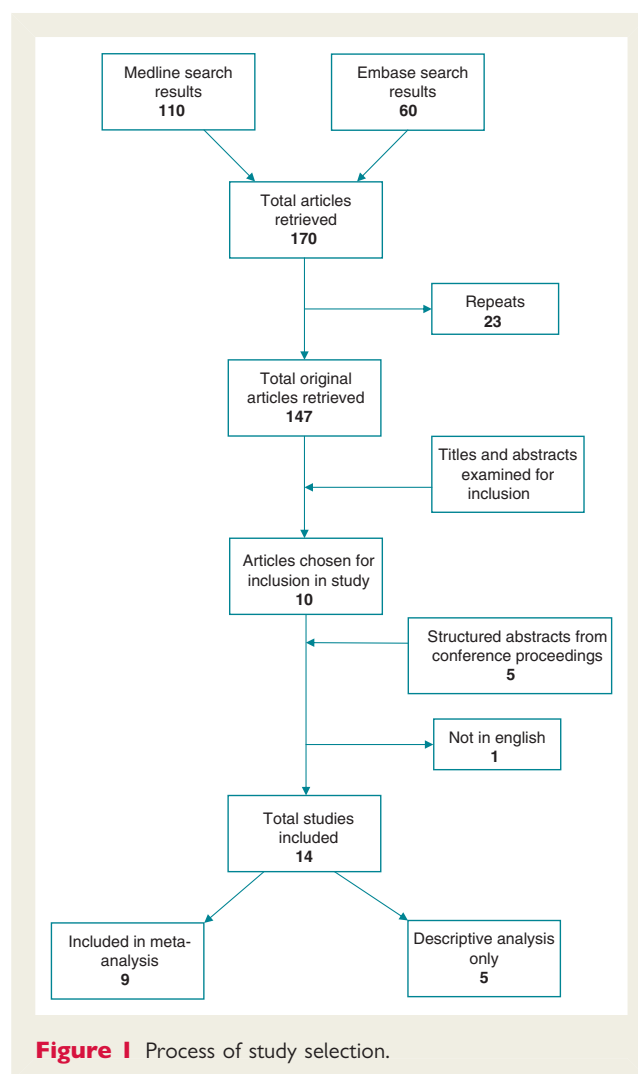 Medline search
results
110
Embase search
results
60
Total articles
retrieved
170
Repeats
23
Total original
articles retrieved
147
Titles and abstracts
examined for
inclusion
Articles chosen for
inclusion in study
10
Structured abstracts from
conference proceedings
5
Not in english
1
Total studies
included
14
Included in meta-
analysis
9
Descriptive analysis
only
5
Figure 1 Process of study selection.